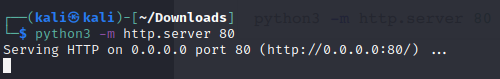 ┌──(kali㉿kali)-[~/Downloads]
└─$ python3 -m http.server 80
Serving HTTP on 0.0.0.0 port 80 (http://0.0.0.0:80/) ...